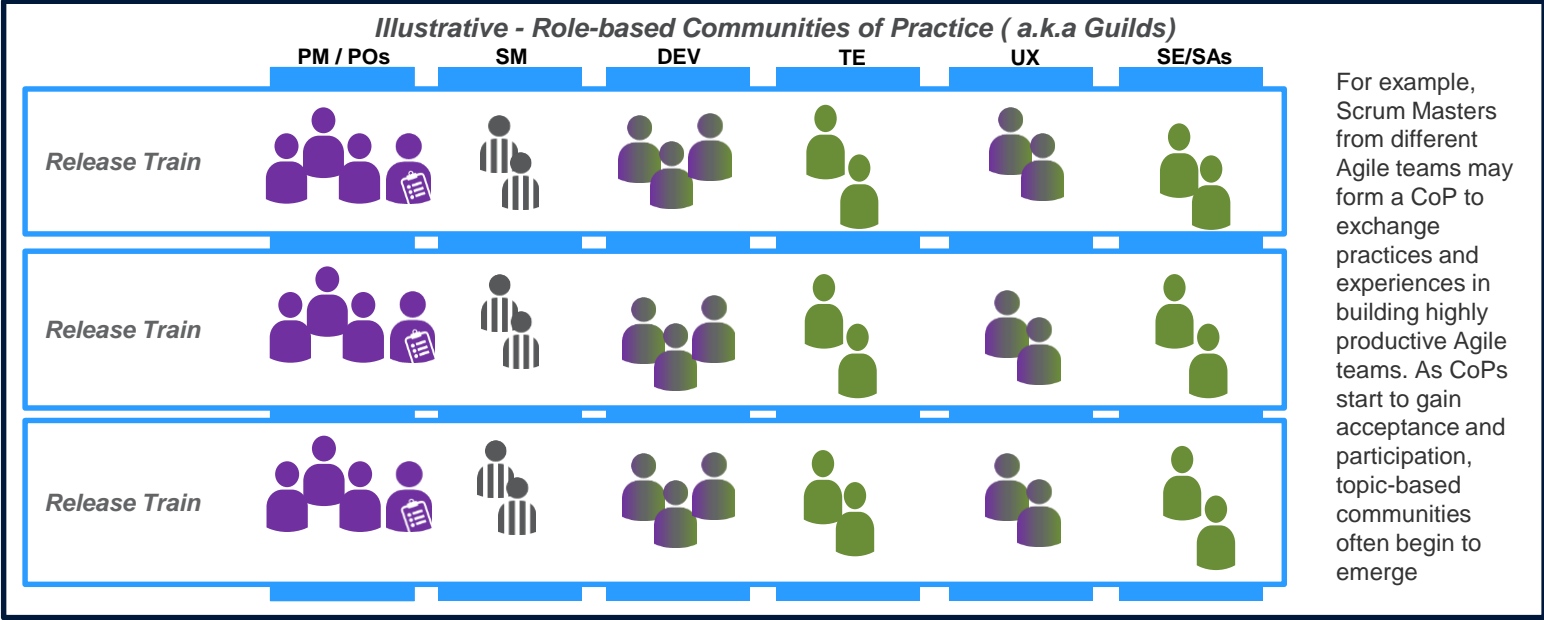 Illustrative - Role-based Communities of Practice ( a.k.a Guilds)
PM / POs SM DEV TE UX SE/SAs
Release Train
Release Train
Release Train
For example,
Scrum Masters
from different
Agile teams may
form a CoP to
exchange
practices and
experiences in
building highly
productive Agile
teams. As CoPs
start to gain
acceptance and
participation,
topic-based
communities
often begin to
emerge